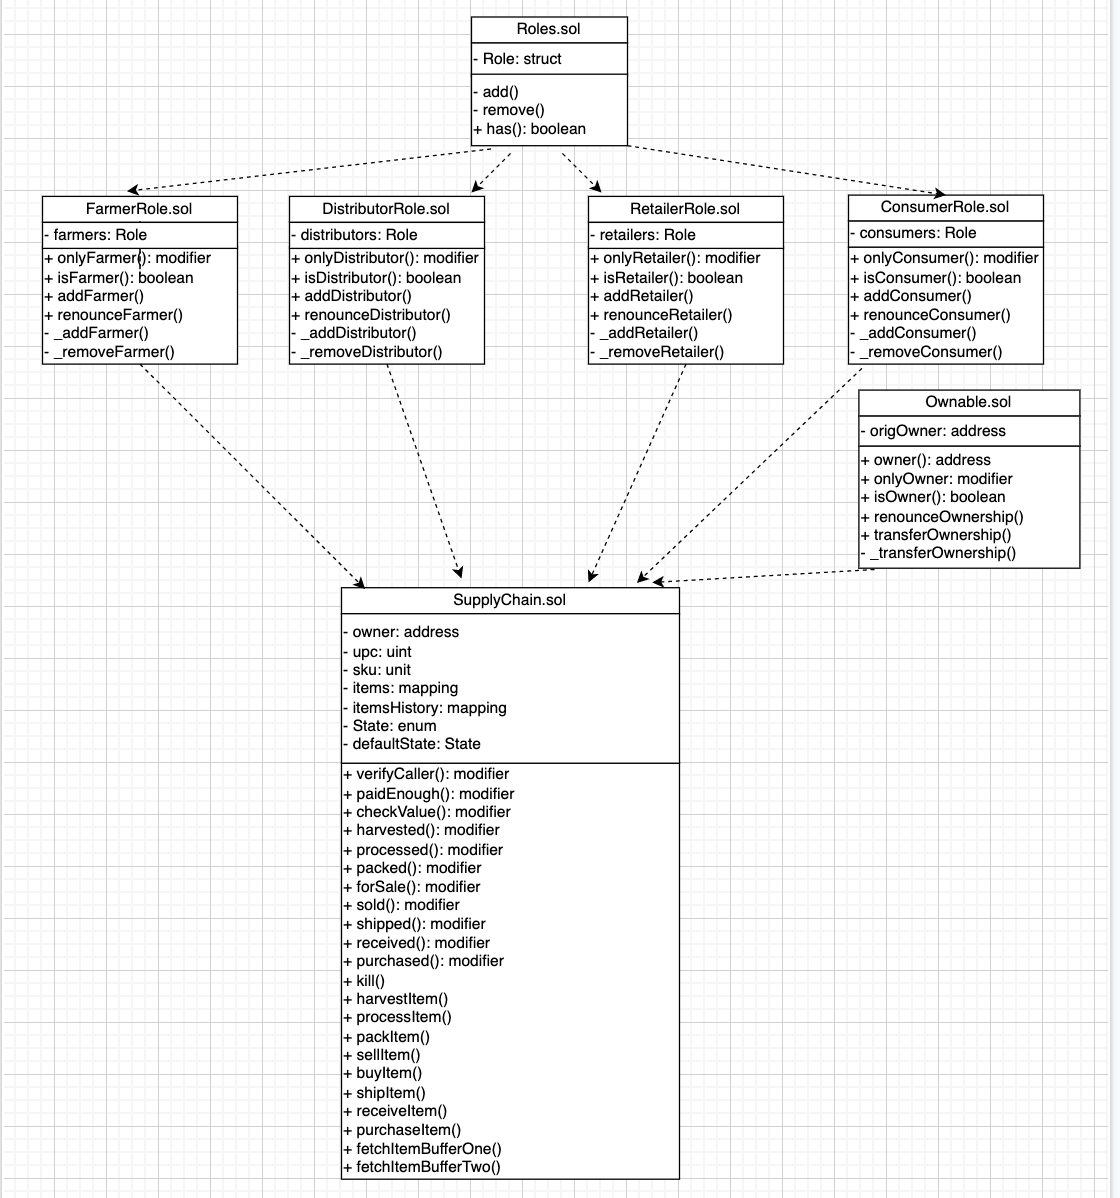 Roles.sol
- Role: struct
- add()
- remove()
+ has(): boolean
FarmerRole.sol
- farmers: Role
+ onlyFarmer(): modifier
+ isFarmer(): boolean
+ addFarmer()
+ renounceFarmer()
- _addFarmer()
- _removeFarmer()
DistributorRole.sol
- distributors: Role
+ onlyDistributor(): modifier
+ isDistributor(): boolean
+ addDistributor()
+ renounceDistributor()
- _addDistributor()
- _removeDistributor()
RetailerRole.sol
- retailers: Role
+ onlyRetailer(): modifier
+ isRetailer(): boolean
+ addRetailer()
+ renounceRetailer()
- _addRetailer()
- _removeRetailer()
ConsumerRole.sol
- consumers: Role
+ onlyConsumer(): modifier
+ isConsumer(): boolean
+ addConsumer()
+ renounceConsumer()
- _addConsumer()
- _removeConsumer()
Ownable.sol
- origOwner: address
+ owner(): address
+ onlyOwner: modifier
+ isOwner(): boolean
+ renounceOwnership()
+ transferOwnership()
- _transferOwnership()
SupplyChain.sol
- owner: address
- upc: uint
- sku: unit
- items: mapping
- itemsHistory: mapping
- State: enum
- defaultState: State
+ verifyCaller(): modifier
+ paidEnough(): modifier
+ checkValue(): modifier
+ harvested(): modifier
+ processed(): modifier
+ packed(): modifier
+ forSale(): modifier
+ sold(): modifier
+ shipped(): modifier
+ received(): modifier
+ purchased(): modifier
+ kill()
+ harvestItem()
+ processItem()
+ packItem()
+ sellItem()
+ buyItem()
+ shipItem()
+ receiveItem()
+ purchaseItem()
+ fetchItemBufferOne()
+ fetchItemBufferTwo()